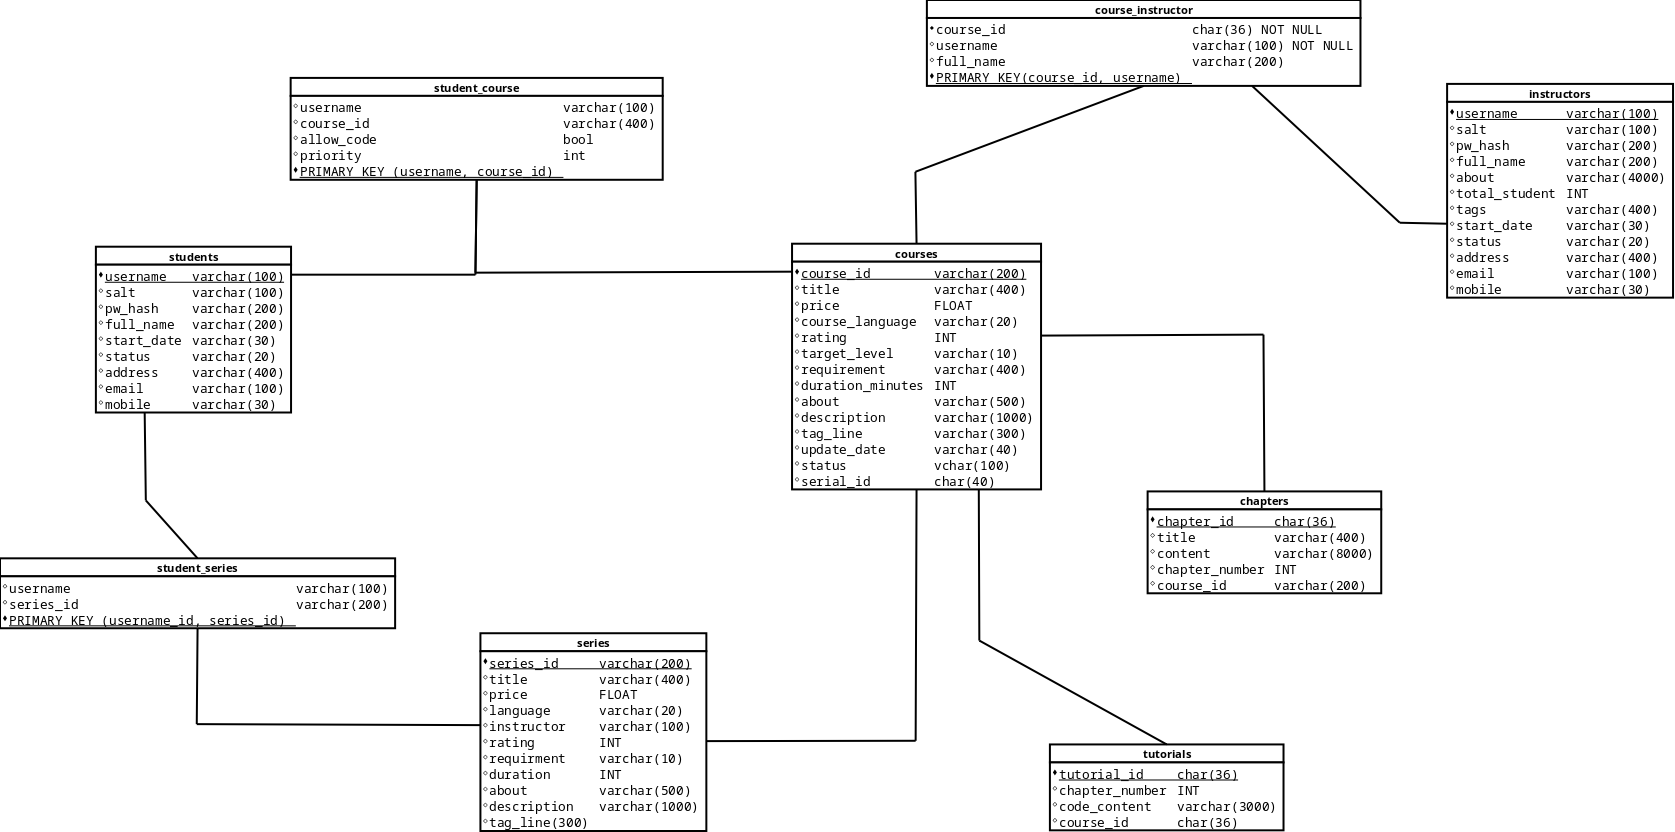 course_instructor
course_id char(36) NOT NULL
username varchar(100) NOT NULL
full_name varchar(200)
PRIMARY KEY(course_id, username)
student_course
username varchar(100)
course_id varchar(400)
allow_code bool
priority int
PRIMARY KEY (username, course_id)
instructors
username varchar(100)
salt varchar(100)
pw_hash varchar(200)
full_name varchar(200)
about varchar(4000)
total_student INT
tags varchar(400)
start_date varchar(30)
status varchar(20)
address varchar(400)
email varchar(100)
mobile varchar(30)
students
username varchar(100)
salt varchar(100)
pw_hash varchar(200)
full_name varchar(200)
start_date varchar(30)
status varchar(20)
address varchar(400)
email varchar(100)
mobile varchar(30)
courses
course_id varchar(200)
title varchar(400)
price FLOAT
course_language varchar(20)
rating INT
target_level varchar(10)
requirement varchar(400)
duration_minutes INT
about varchar(500)
description varchar(1000)
tag_line varchar(300)
update_date varchar(40)
status vchar(100)
serial_id char(40)
chapters
chapter_id char(36)
title varchar(400)
content varchar(8000)
chapter_number INT
course_id varchar(200)
student_series
username varchar(100)
series_id varchar(200)
PRIMARY KEY (username_id, series_id)
series
series_id varchar(200)
title varchar(400)
price FLOAT
language varchar(20)
instructor varchar(100)
rating INT
requirment varchar(10)
duration INT
about varchar(500)
description varchar(1000)
tag_line(300)
tutorials
tutorial_id char(36)
chapter_number INT
code_content varchar(3000)
course_id char(36)